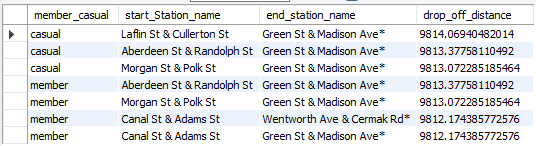 member_casual start_Station_name end_station_name drop_off_distance
casual Laflin St & Cullerton St Green St & Madison Ave* 9814.06940482014
casual Aberdeen St & Randolph St Green St & Madison Ave* 9813.37758110492
casual Morgan St & Polk St Green St & Madison Ave* 9813.072285185464
member Aberdeen St & Randolph St Green St & Madison Ave* 9813.37758110492
member Morgan St & Polk St Green St & Madison Ave* 9813.072285185464
member Canal St & Adams St Wentworth Ave & Cermak Rd* 9812.174385772576
member Canal St & Adams St Green St & Madison Ave* 9812.174385772576